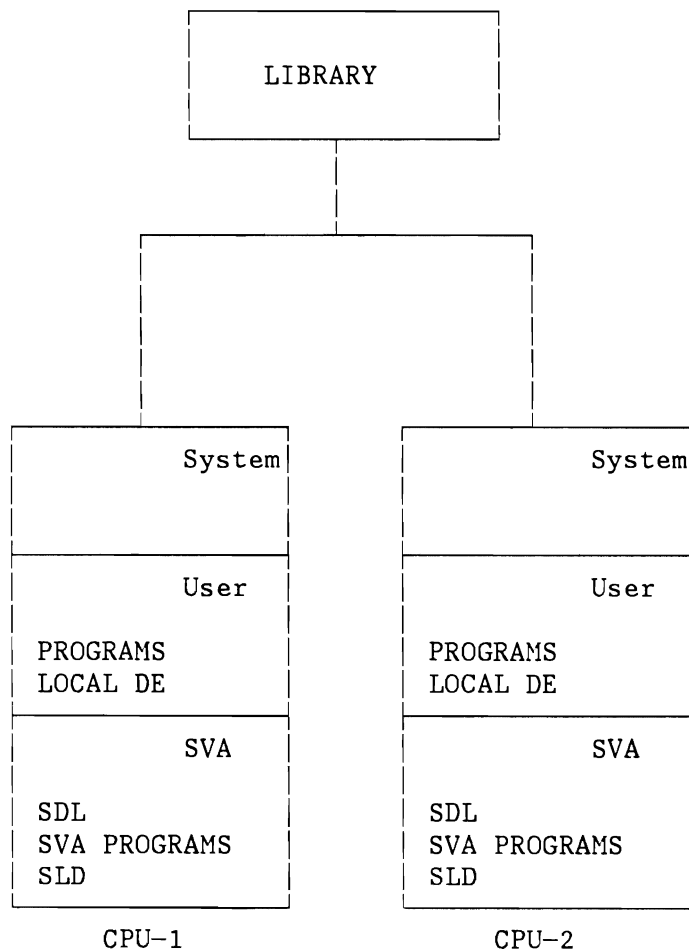 LIBRARY
System
User
PROGRAMS
LOCAL DE
SVA
SDL
SVA PROGRAMS
SLD
CPU-1
System
User
PROGRAMS
LOCAL DE
SVA
SDL
SVA PROGRAMS
SLD
CPU-2